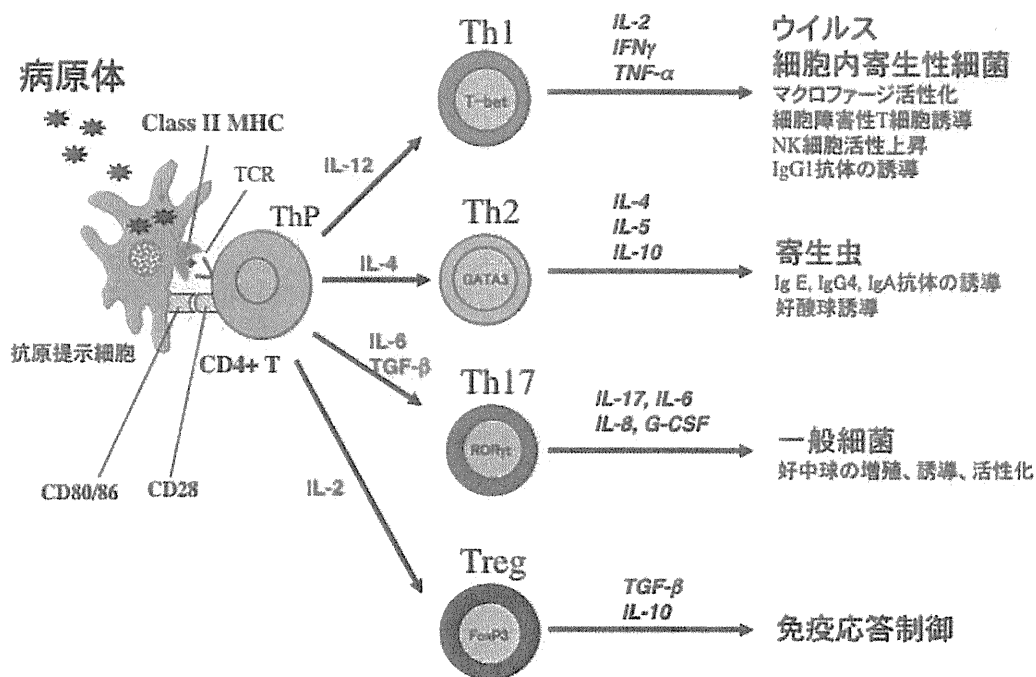 病原体
Class II MHC
TCR
ThP
抗原提示細胞
CD4+ T
CD80/86
CD28
IL-12
IL-4
IL-6
TGF-β
IL-2
Th1
T-bet
IL-2
IFNγ
TNF-α
ウイルス
細胞内寄生性細菌
マクロファージ活性化
細胞障害性T細胞誘導
NK細胞活性上昇
IgG1抗体の誘導
Th2
GATA3
IL-4
IL-5
IL-10
寄生虫
Ig E, IgG4, IgA抗体の誘導
好酸球誘導
Th17
RORγt
IL-17, IL-6
IL-8, G-CSF
一般細菌
好中球の増殖、誘導、活性化
Treg
FoxP3
TGF-β
IL-10
免疫応答制御